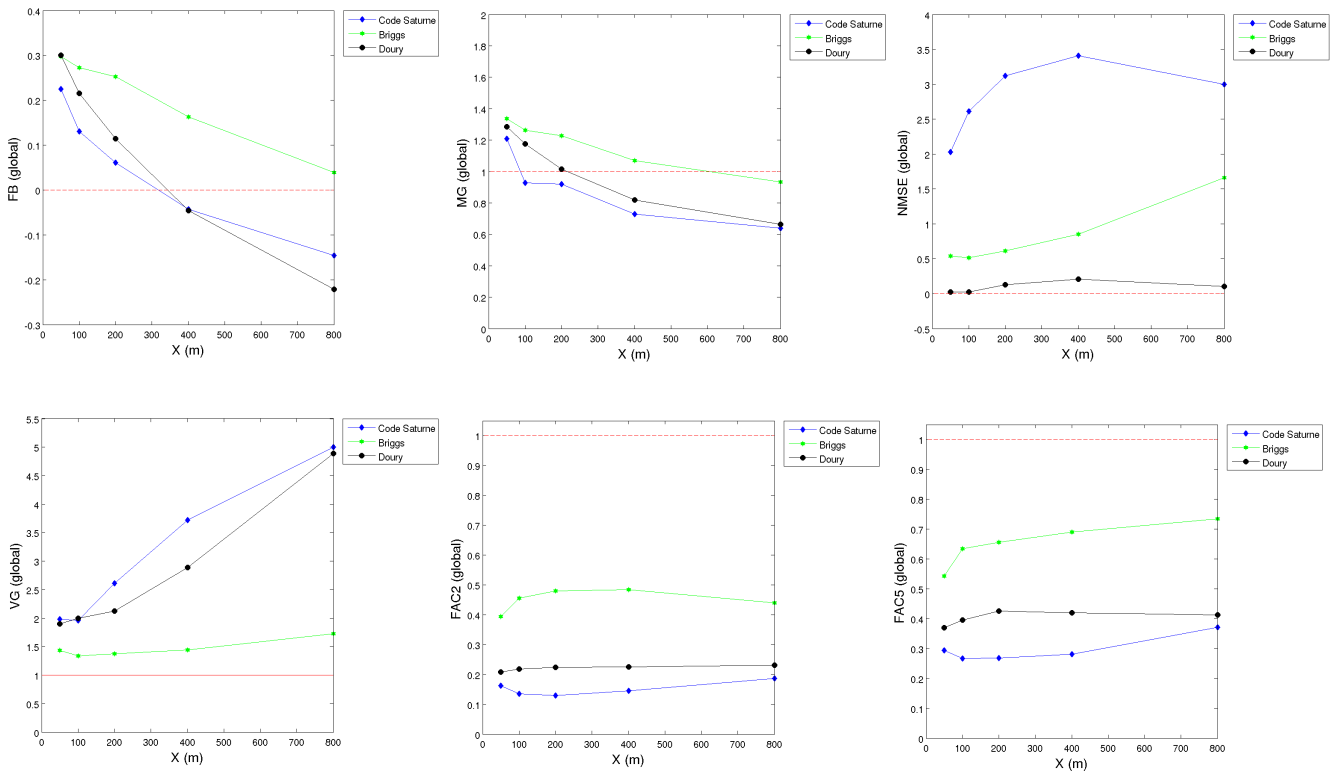 Code Saturne
Briggs
Doury
FB (global)
0.4
0.3
0.2
0.1
0
-0.1
-0.2
-0.3
0 100 200 300 400 500 600 700 800
X (m)
Code Saturne
Briggs
Doury
MG (global)
2
1.8
1.6
1.4
1.2
1
0.8
0.6
0.4
0.2
0
0 100 200 300 400 500 600 700 800
X (m)
Code Saturne
Briggs
Doury
NMSE (global)
4
3.5
3
2.5
2
1.5
1
0.5
0
-0.5
0 100 200 300 400 500 600 700 800
X (m)
Code Saturne
Briggs
Doury
VG (global)
5.5
5
4.5
4
3.5
3
2.5
2
1.5
1
0.5
0
0 100 200 300 400 500 600 700 800
X (m)
Code Saturne
Briggs
Doury
FAC2 (global)
1
0.9
0.8
0.7
0.6
0.5
0.4
0.3
0.2
0.1
0
0 100 200 300 400 500 600 700 800
X (m)
Code Saturne
Briggs
Doury
FAC5 (global)
1
0.9
0.8
0.7
0.6
0.5
0.4
0.3
0.2
0.1
0
0 100 200 300 400 500 600 700 800
X (m)